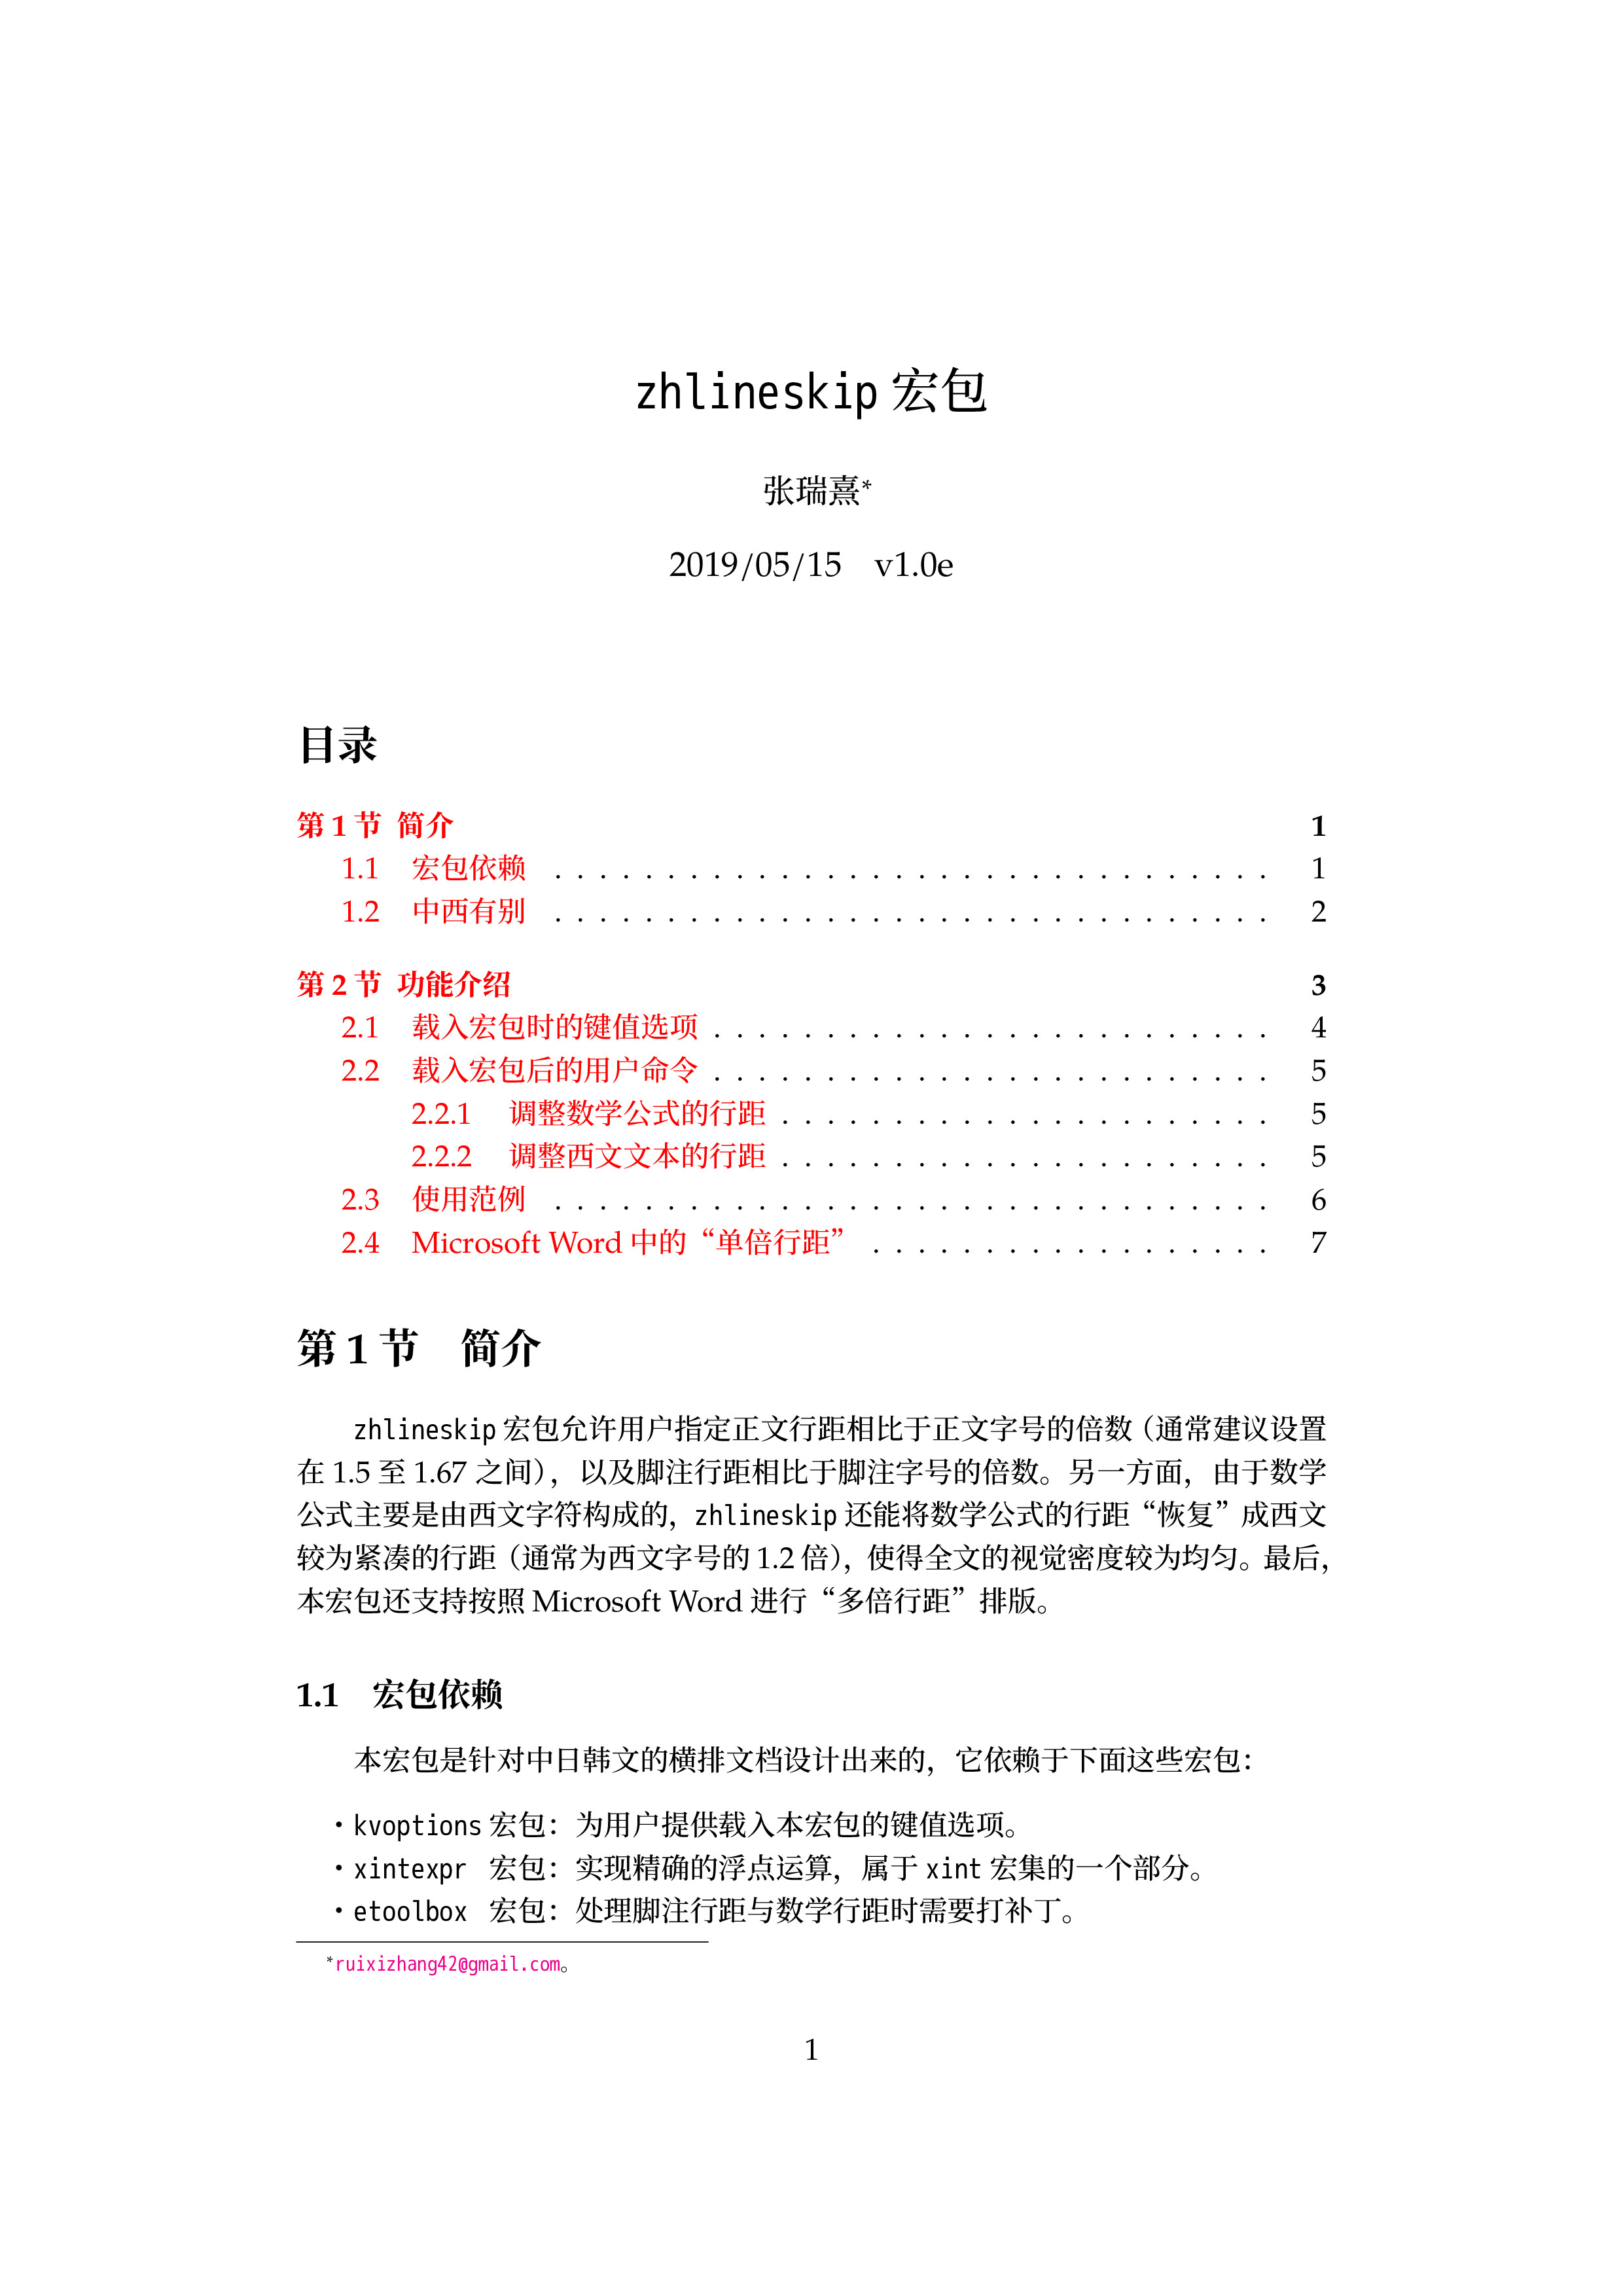 zhlineskip 宏包
张瑞熹*
2019/05/15 v1.0e
目录
第 1 节 简介 1
1.1 宏包依赖 . . . . . . . . . . . . . . . . . . . . . . . . . . . . . . . . 1
1.2 中西有别 . . . . . . . . . . . . . . . . . . . . . . . . . . . . . . . . 2
第 2 节 功能介绍 3
2.1 载入宏包时的键值选项 . . . . . . . . . . . . . . . . . . . . . . . . . 4
2.2 载入宏包后的用户命令 . . . . . . . . . . . . . . . . . . . . . . . . . 5
2.2.1 调整数学公式的行距 . . . . . . . . . . . . . . . . . . . . . . 5
2.2.2 调整西文文本的行距 . . . . . . . . . . . . . . . . . . . . . . 5
2.3 使用范例 . . . . . . . . . . . . . . . . . . . . . . . . . . . . . . . . 6
2.4 Microsoft Word 中的“单倍行距” . . . . . . . . . . . . . . . . . . 7
第 1 节 简介
zhlineskip 宏包允许用户指定正文行距相比于正文字号的倍数（通常建议设置
在 1.5 至 1.67 之间），以及脚注行距相比于脚注字号的倍数。另一方面，由于数学
公式主要是由西文字符构成的，zhlineskip 还能将数学公式的行距“恢复”成西文
较为紧凑的行距（通常为西文字号的 1.2 倍），使得全文的视觉密度较为均匀。最后，
本宏包还支持按照 Microsoft Word 进行“多倍行距”排版。
1.1 宏包依赖
本宏包是针对中日韩文的横排文档设计出来的，它依赖于下面这些宏包：
• kvoptions 宏包：为用户提供载入本宏包的键值选项。
• xintexpr 宏包：实现精确的浮点运算，属于 xint 宏集的一个部分。
• etoolbox 宏包：处理脚注行距与数学行距时需要打补丁。
*ruixizhang42@gmail.com。
1